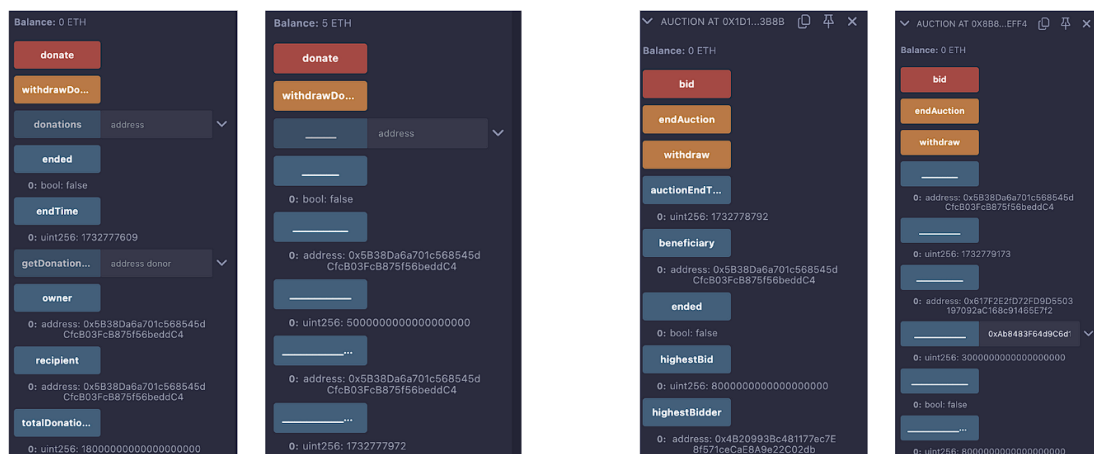 Balance: 0 ETH
donate
withdrawDo...
donations
address
ended
0: bool: false
endTime
0: uint256: 1732777609
getDonation...
address donor
owner
0: address: 0x5B38Da6a701c568545d
CfcB03FcB875f56beddC4
recipient
0: address: 0x5B38Da6a701c568545d
CfcB03FcB875f56beddC4
totalDonatio...
0: uint256: 18000000000000000000
Balance: 5 ETH
donate
withdrawDo...
address
0: bool: false
0: address: 0x5B38Da6a701c568545d
CfcB03FcB875f56beddC4
0: uint256: 5000000000000000000
...
0: address: 0x5B38Da6a701c568545d
CfcB03FcB875f56beddC4
...
0: uint256: 1732777972
AUCTION AT 0X1D1...3B8B
Balance: 0 ETH
bid
endAuction
withdraw
auctionEndT...
0: uint256: 1732778792
beneficiary
0: address: 0x5B38Da6a701c568545d
CfcB03FcB875f56beddC4
ended
0: bool: false
highestBid
0: uint256: 8000000000000000000
highestBidder
0: address: 0x4B20993Bc481177ec7E
8f571ceCaE8A9e22C02db
AUCTION AT 0X8B8...EFF4
Balance: 0 ETH
bid
endAuction
withdraw
0: address: 0x5B38Da6a701c568545d
CfcB03FcB875f56beddC4
0: uint256: 1732779173
0: address: 0x617F2E2fD72FD9D5503
197092aC168c91465E7f2
0xAb8483F64d9C6d1
0: uint256: 3000000000000000000
0: bool: false
...
0: uint256: 8000000000000000000